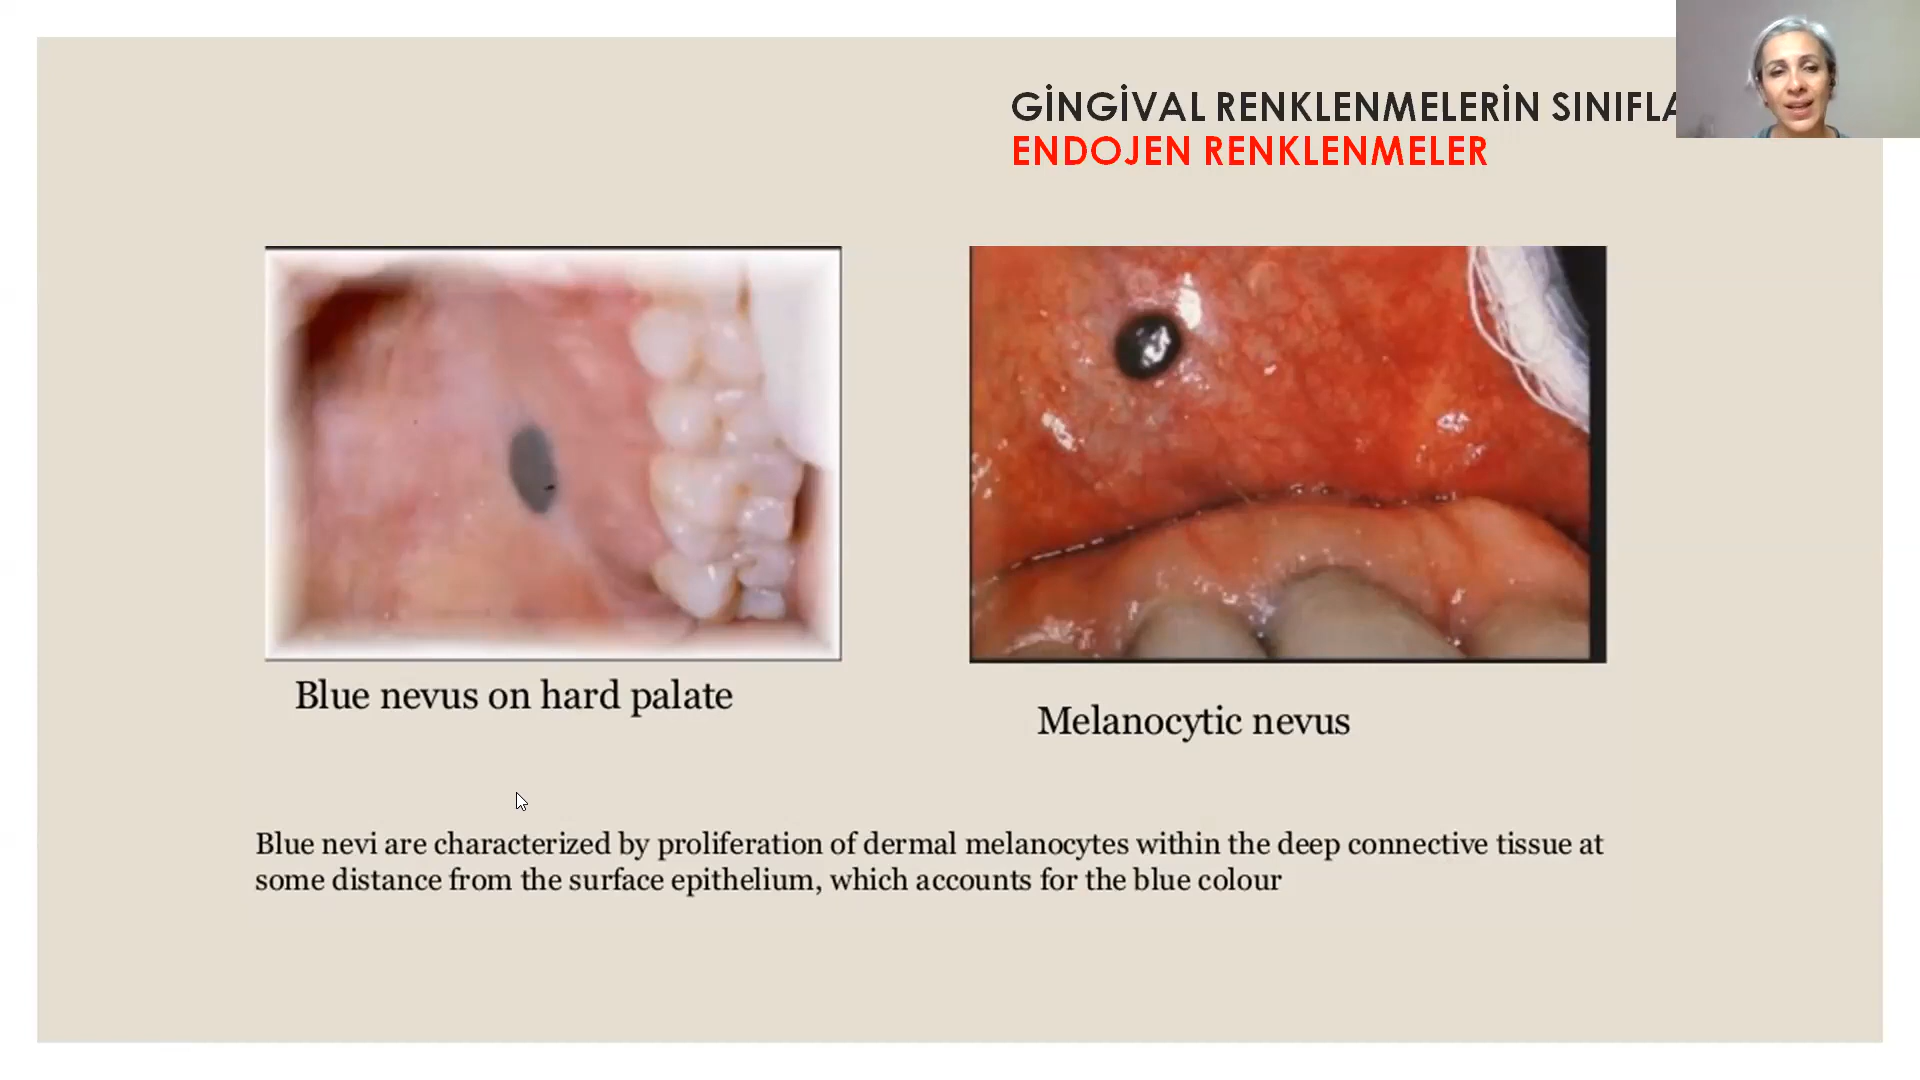 GİNGİVAL RENKLENMELERİN
ENDOJEN RENKLENMELER
Blue nevus on hard palate
Melanocytic nevus
Blue nevi are characterized by proliferation of dermal melanocytes within the deep connective tissue at
some distance from the surface epithelium, which accounts for the blue colour